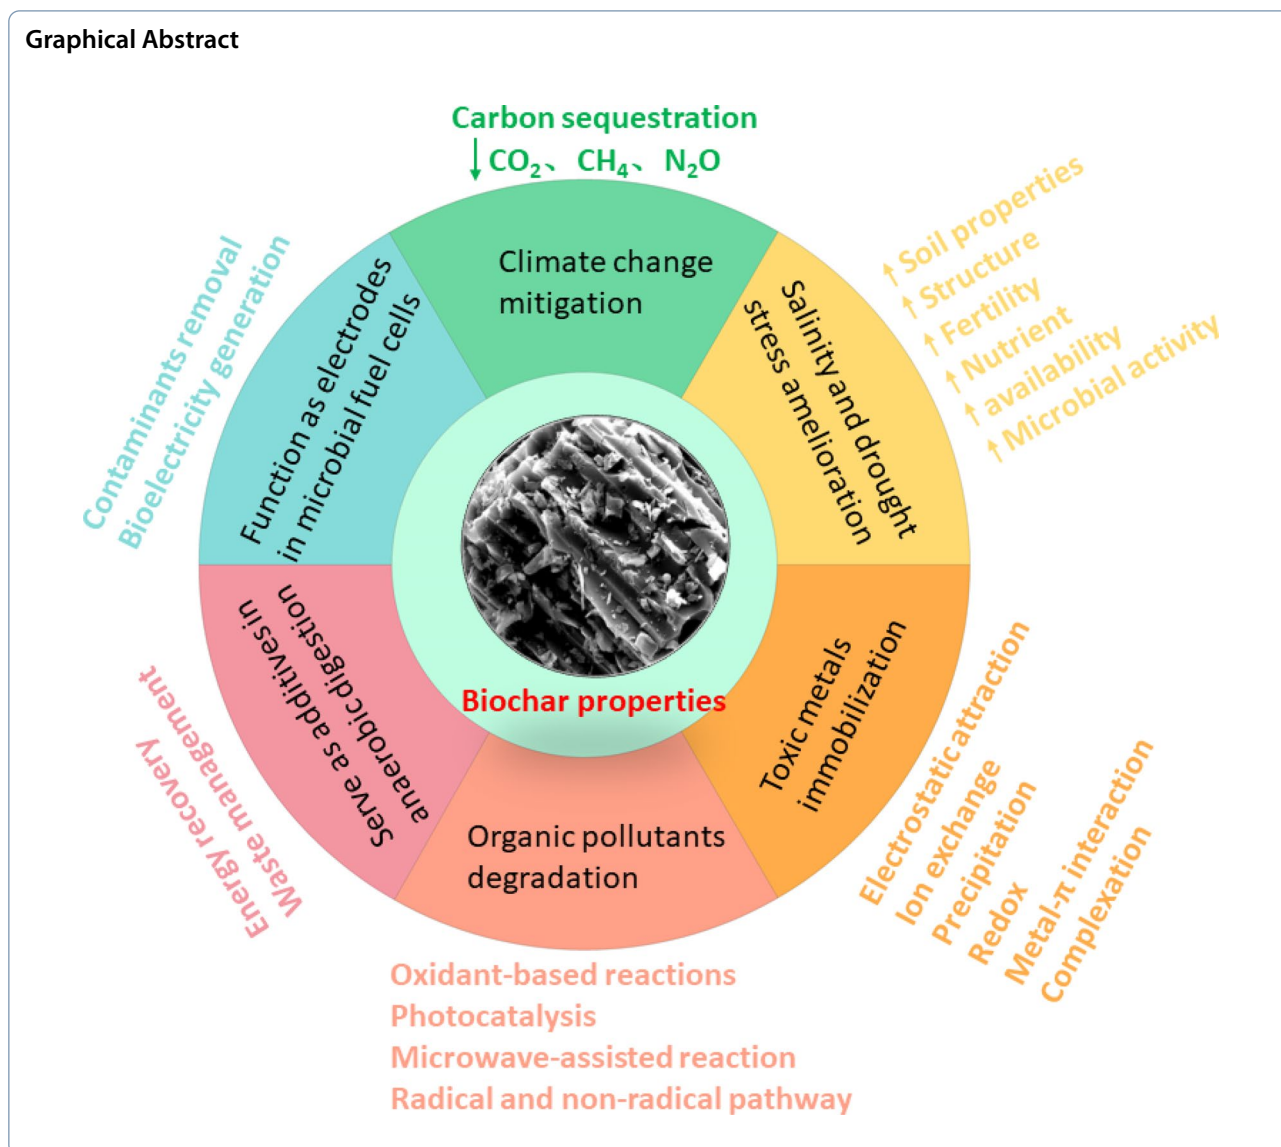 Graphical Abstract
Carbon sequestration
↓ CO₂、 CH₄、 N₂O
Climate change
mitigation
Salinity and drought
stress amelioration
↑ Soil properties
↑ Structure
↑ Fertility
↑ Nutrient
↑ availability
↑ Microbial activity
Toxic metals
immobilization
Electrostatic attraction
Ion exchange
Precipitation
Redox
Metal-π interaction
Complexation
Organic pollutants
degradation
Oxidant-based reactions
Photocatalysis
Microwave-assisted reaction
Radical and non-radical pathway
Serve as additives in
anaerobic digestion
Energy recovery
Waste management
Function as electrodes
in microbial fuel cells
Contaminants removal
Bioelectricity generation
Biochar properties